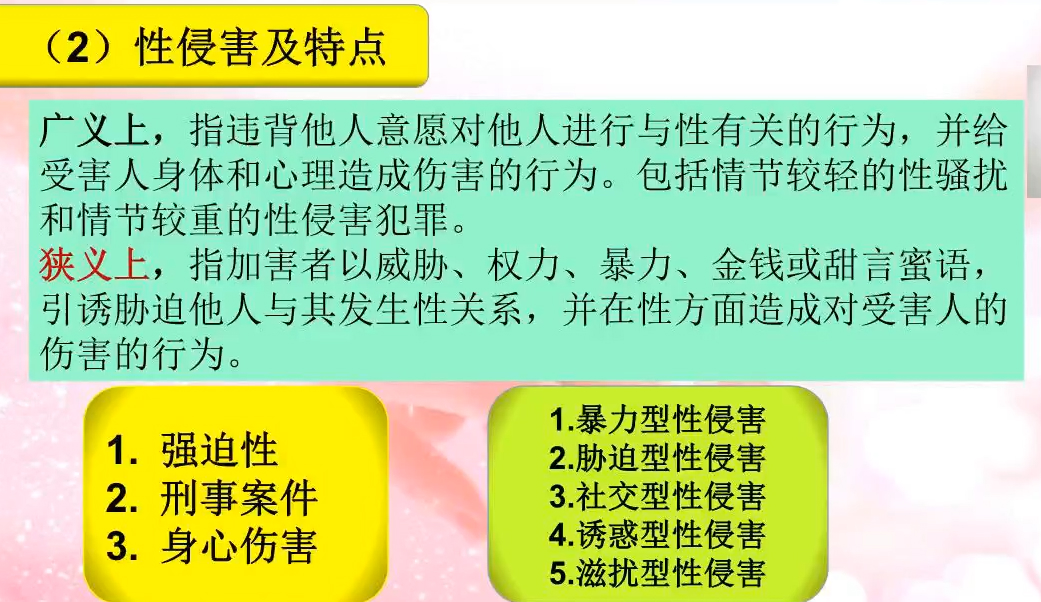 （2）性侵害及特点
广义上，指违背他人意愿对他人进行与性有关的行为，并给
受害人身体和心理造成伤害的行为。包括情节较轻的性骚扰
和情节较重的性侵害犯罪。
狭义上，指加害者以威胁、权力、暴力、金钱或甜言蜜语，
引诱胁迫他人与其发生性关系，并在性方面造成对受害人的
伤害的行为。
1. 强迫性
2. 刑事案件
3. 身心伤害
1.暴力型性侵害
2.胁迫型性侵害
3.社交型性侵害
4.诱惑型性侵害
5.滋扰型性侵害